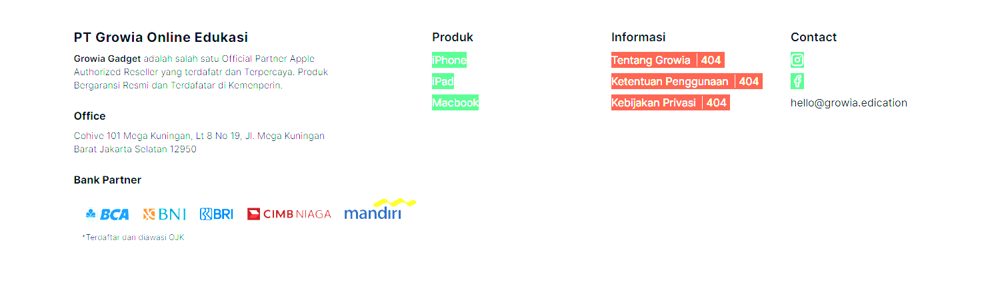 PT Growia Online Edukasi
Growia Gadget adalah salah satu Official Partner Apple
Authorized Reseller yang terdafatr dan Terpercaya. Produk
Bergaransi Resmi dan Terdafatar di Kemenperin.
Office
Cohive 101 Mega Kuningan, Lt 8 No 19, Jl. Mega Kuningan
Barat Jakarta Selatan 12950
Bank Partner
BCA BNI BRI CIMB NIAGA mandiri
*Terdaftar dan diawasi OJK
Produk
iPhone
iPad
Macbook
Informasi
Tentang Growia | 404
Ketentuan Penggunaan | 404
Kebijakan Privasi | 404
Contact
hello@growia.edication